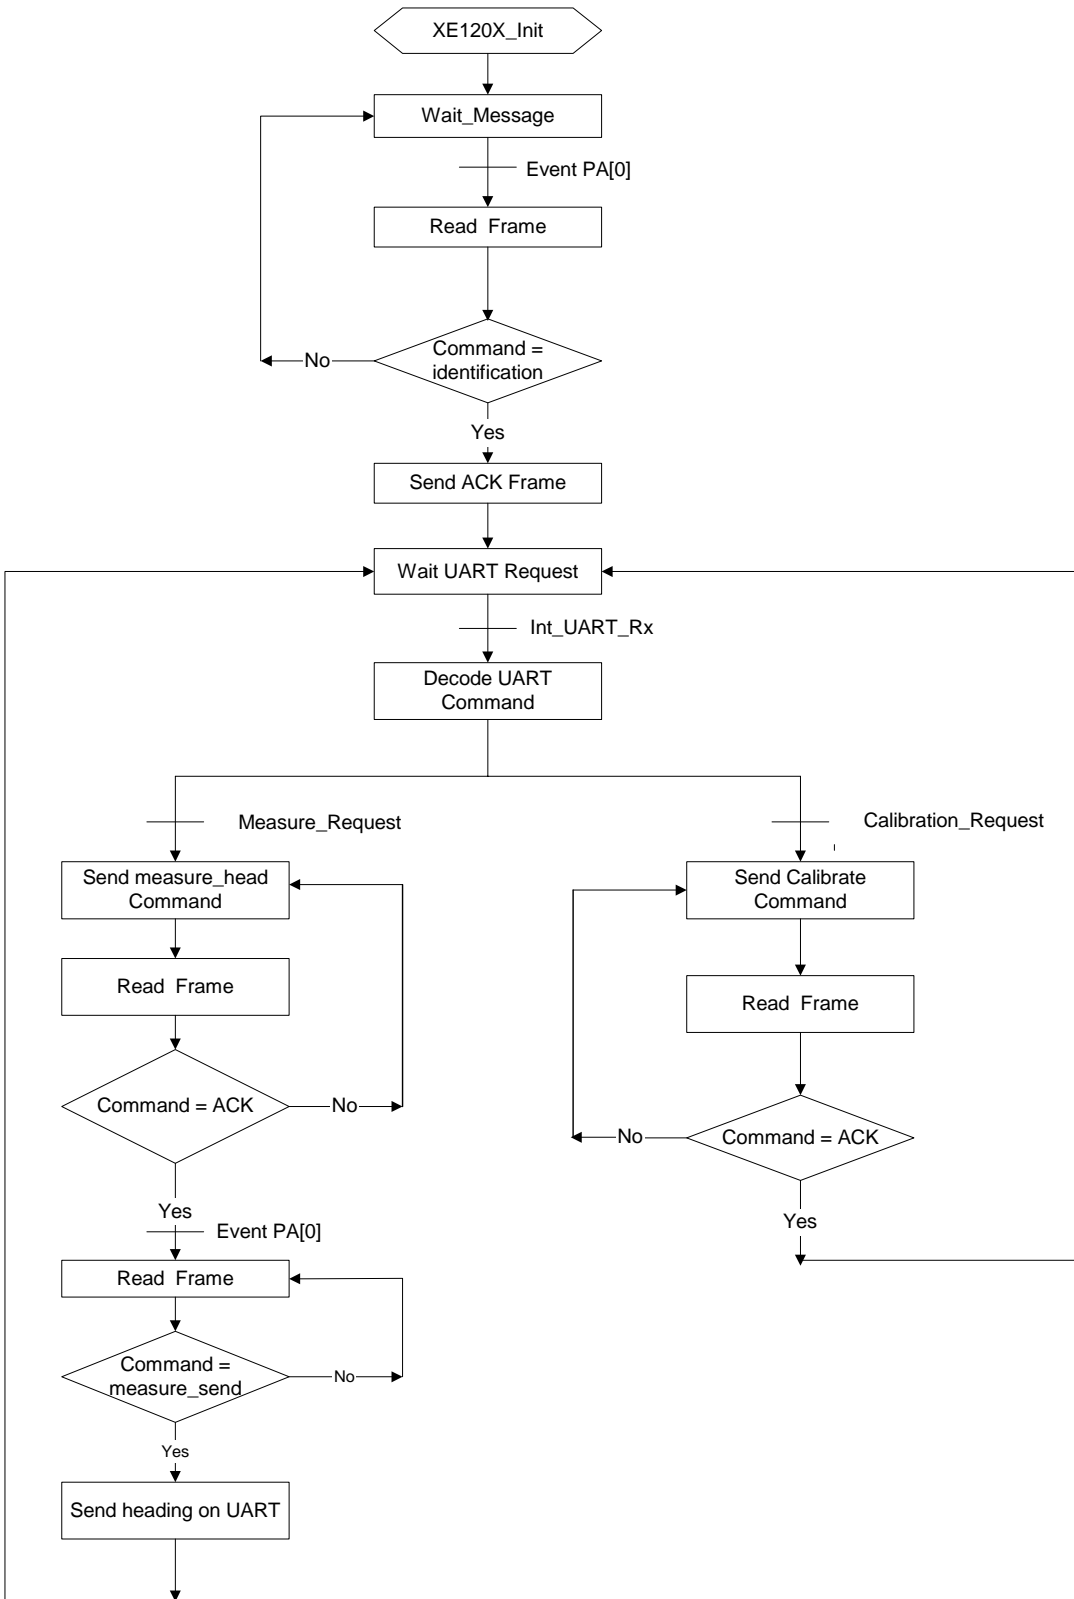 XE120X_Init
Wait_Message
Event PA[0]
Read Frame
Command =
identification
No
Yes
Send ACK Frame
Wait UART Request
Int_UART_Rx
Decode UART
Command
Measure_Request
Calibration_Request
Send measure_head
Command
Send Calibrate
Command
Read Frame
Read Frame
Command = ACK
No
Command = ACK
No
Yes
Yes
Event PA[0]
Read Frame
Command =
measure_send
No
Yes
Send heading on UART